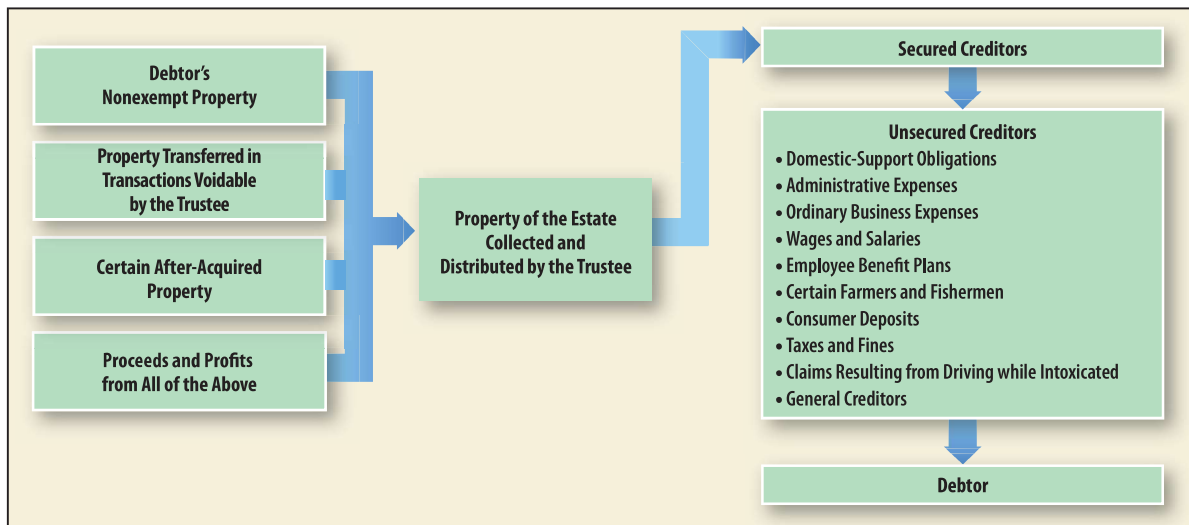 Debtor's
Nonexempt Property
Property Transferred in
Transactions Voidable
by the Trustee
Certain After-Acquired
Property
Proceeds and Profits
from All of the Above
Property of the Estate
Collected and
Distributed by the Trustee
Secured Creditors
Unsecured Creditors
• Domestic-Support Obligations
• Administrative Expenses
• Ordinary Business Expenses
• Wages and Salaries
• Employee Benefit Plans
• Certain Farmers and Fishermen
• Consumer Deposits
• Taxes and Fines
• Claims Resulting from Driving while Intoxicated
• General Creditors
Debtor